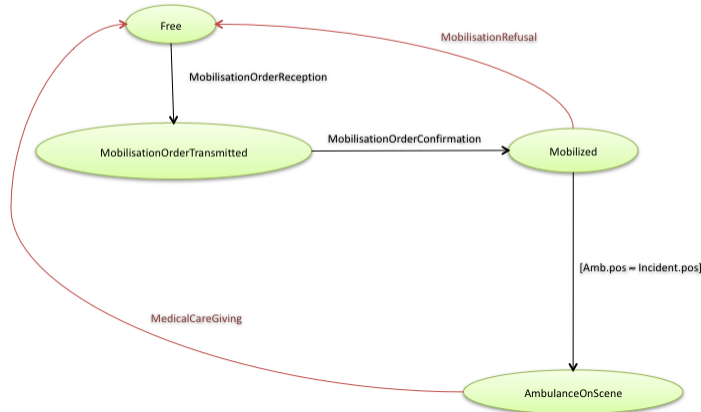 Free
MobilisationRefusal
MobilisationOrderReception
MobilisationOrderConfirmation
MobilisationOrderTransmitted
Mobilized
[Amb.pos ≈ Incident.pos]
MedicalCareGiving
AmbulanceOnScene